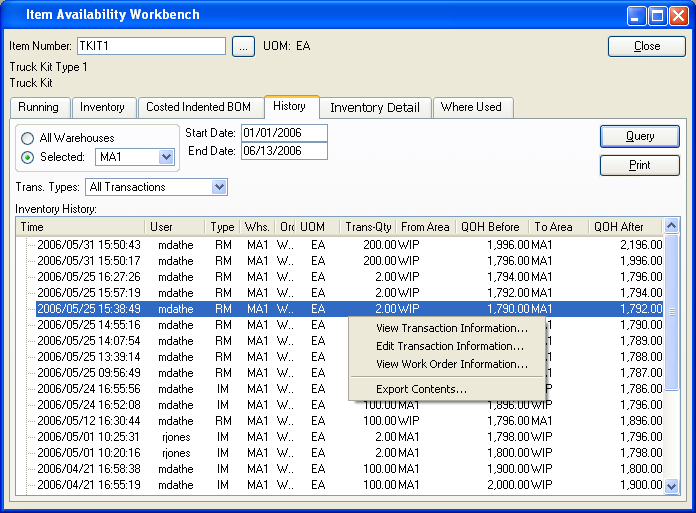 Item Availability Workbench
Item Number: TKIT1 ... UOM: EA Close
Truck Kit Type 1
Truck Kit
Running Inventory Costed Indented BOM History Inventory Detail Where Used
All Warehouses Start Date: 01/01/2006 Query
Selected: MA1 End Date: 06/13/2006 Print
Trans. Types: All Transactions
Inventory History:
Time User Type Whs. Orc UOM Trans-Qty From Area QOH Before To Area QOH After
2006/05/31 15:50:43 mdathe RM MA1 W.. EA 200.00 WIP 1,996.00 MA1 2,196.00
2006/05/31 15:50:17 mdathe RM MA1 W.. EA 200.00 WIP 1,796.00 MA1 1,996.00
2006/05/25 16:27:26 mdathe RM MA1 W.. EA 2.00 WIP 1,794.00 MA1 1,796.00
2006/05/25 15:57:19 mdathe RM MA1 W.. EA 2.00 WIP 1,792.00 MA1 1,794.00
2006/05/25 15:38:49 mdathe RM MA1 W.. EA 2.00 WIP 1,790.00 MA1 1,792.00
2006/05/25 14:55:16 mdathe RM MA1 W.. EA 1,790.00
2006/05/25 14:07:54 mdathe RM MA1 W.. EA 1,789.00
2006/05/25 13:39:14 mdathe RM MA1 W.. EA 1,788.00
2006/05/25 09:56:49 mdathe RM MA1 W.. EA 1,787.00
2006/05/24 16:55:56 mdathe IM MA1 W.. EA 1,786.00
2006/05/24 16:52:08 mdathe IM MA1 W.. EA 100.00 MA1 1,896.00 WIP 1,796.00
2006/05/12 16:30:44 mdathe RM MA1 W.. EA 100.00 WIP 1,796.00 MA1 1,896.00
2006/05/01 10:25:31 rjones IM MA1 W.. EA 2.00 MA1 1,798.00 WIP 1,796.00
2006/05/01 10:20:16 rjones IM MA1 W.. EA 2.00 MA1 1,800.00 WIP 1,798.00
2006/04/21 16:58:38 mdathe IM MA1 W.. EA 100.00 MA1 1,900.00 WIP 1,800.00
2006/04/21 16:55:19 mdathe IM MA1 W.. EA 100.00 MA1 2,000.00 WIP 1,900.00
View Transaction Information...
Edit Transaction Information...
View Work Order Information...
Export Contents...